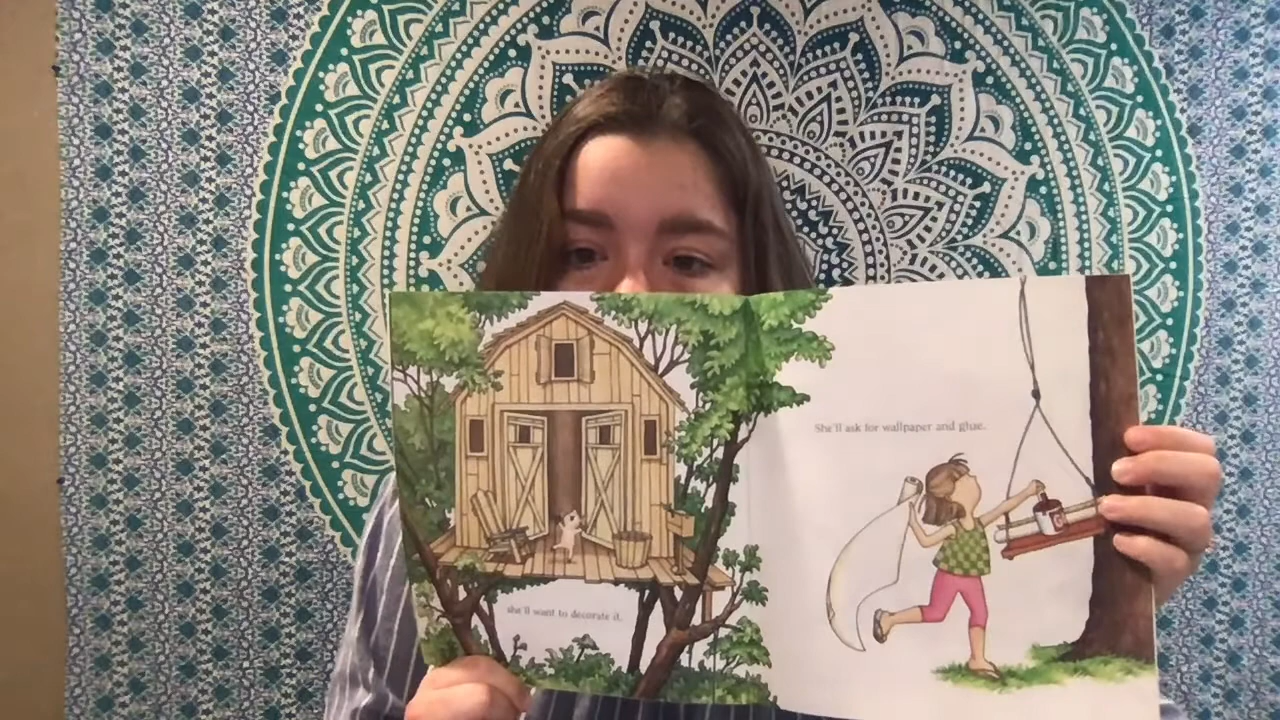 she'll want to decorate it.
She'll ask for wallpaper and glue.